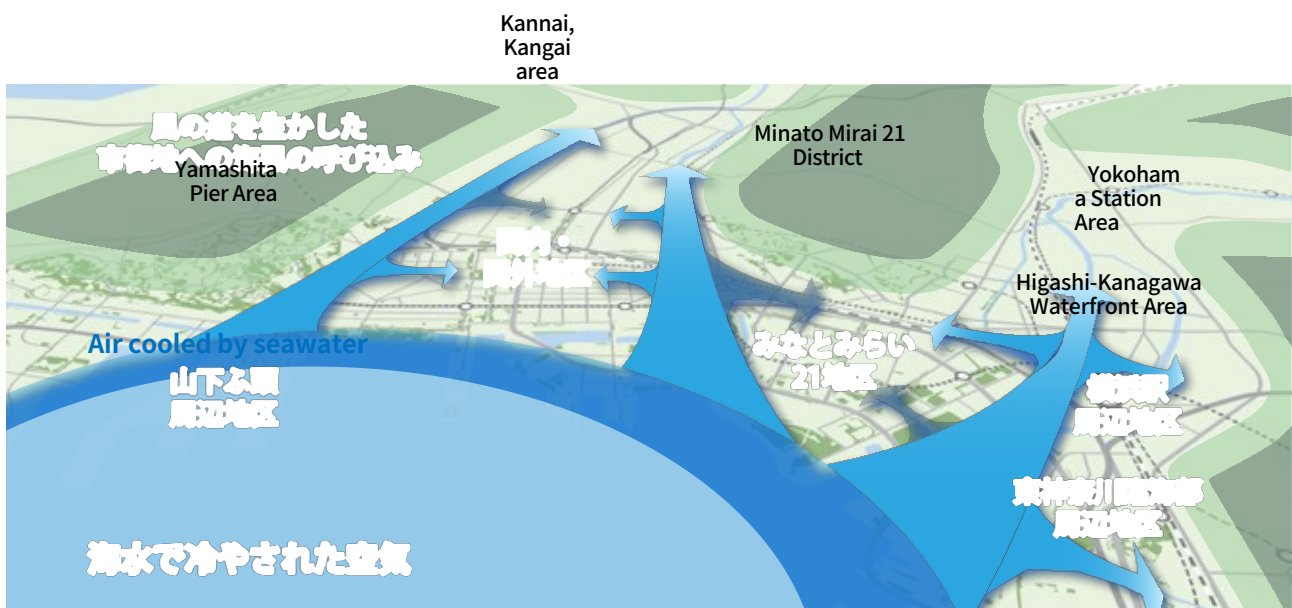 Kannai,
Kangai
area
風の道を生かした
市街地への海風の呼び込み
Yamashita
Pier Area
Minato Mirai 21
District
Yokoham
a Station
Area
関内・
関外地区
Higashi-Kanagawa
Waterfront Area
Air cooled by seawater
みなとみらい
21地区
山下ふ頭
周辺地区
横浜駅
周辺地区
東神奈川臨海部
周辺地区
海水で冷やされた空気